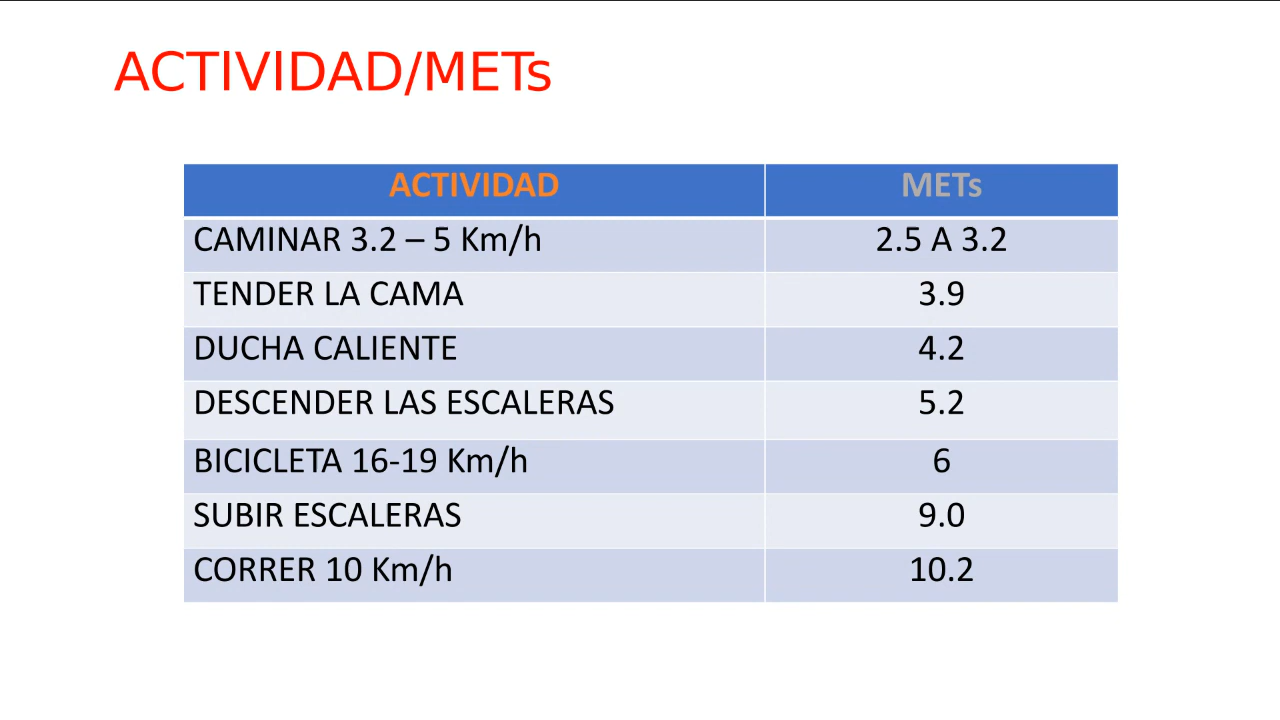 ACTIVIDAD/METs
ACTIVIDAD METs
CAMINAR 3.2 – 5 Km/h 2.5 A 3.2
TENDER LA CAMA 3.9
DUCHA CALIENTE 4.2
DESCENDER LAS ESCALERAS 5.2
BICICLETA 16-19 Km/h 6
SUBIR ESCALERAS 9.0
CORRER 10 Km/h 10.2